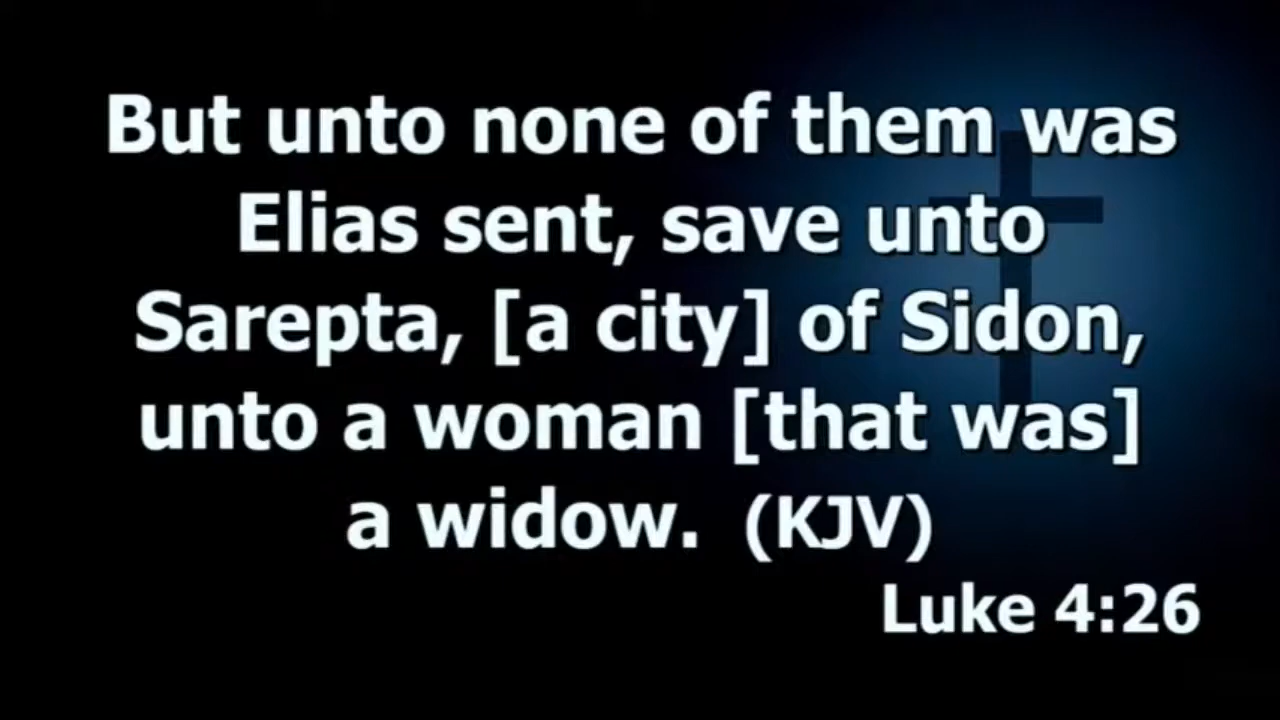 But unto none of them was
Elias sent, save unto
Sarepta, [a city] of Sidon,
unto a woman [that was]
a widow. (KJV)
Luke 4:26